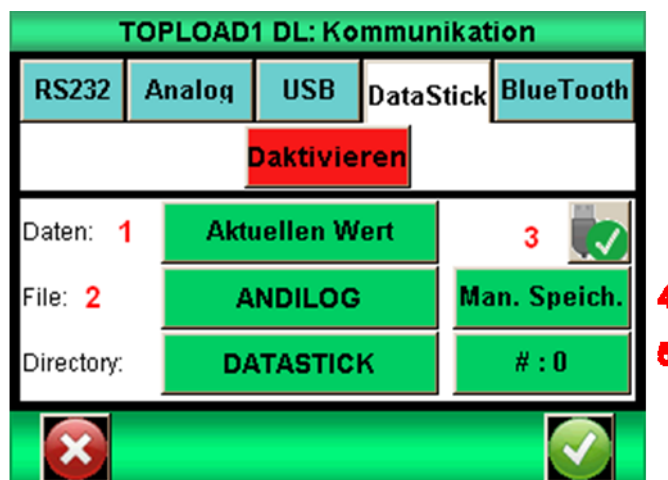 TOPLOAD1 DL: Kommunikation
RS232 Analog USB DataStick BlueTooth
Daktivieren
Daten: 1 Aktuellen Wert 3
File: 2 ANDILOG Man. Speich. 4
Directory: DATASTICK # : 0 5